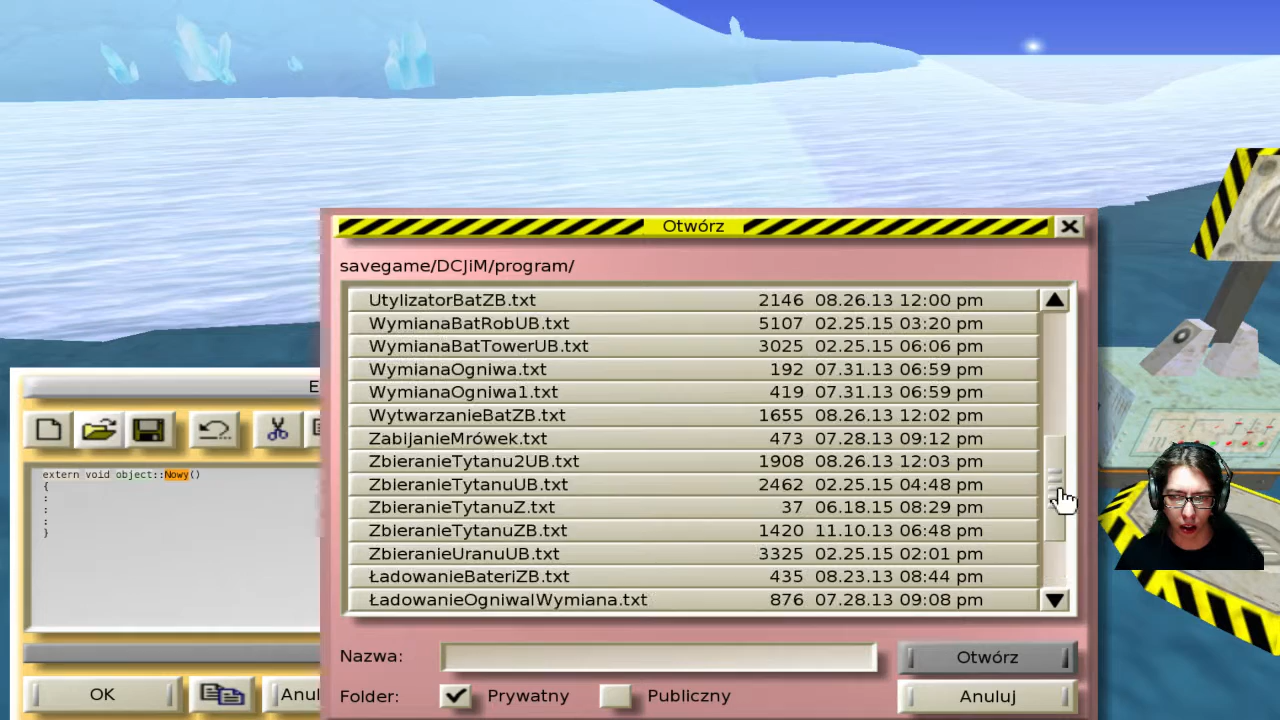 Otwórz
savegame/DCJiM/program/
UtylizatorBatZB.txt 2146 08.26.13 12:00 pm
WymianaBatRobUB.txt 5107 02.25.15 03:20 pm
WymianaBatTowerUB.txt 3025 02.25.15 06:06 pm
WymianaOgniwa.txt 192 07.31.13 06:59 pm
WymianaOgniwa1.txt 419 07.31.13 06:59 pm
WytwarzanieBatZB.txt 1655 08.26.13 12:02 pm
ZabijanieMrówek.txt 473 07.28.13 09:12 pm
ZbieranieTytanu2UB.txt 1908 08.26.13 12:03 pm
ZbieranieTytanuUB.txt 2462 02.25.15 04:48 pm
ZbieranieTytanuZ.txt 37 06.18.15 08:29 pm
ZbieranieTytanuZB.txt 1420 11.10.13 06:48 pm
ZbieranieUranuUB.txt 3325 02.25.15 02:01 pm
ŁadowanieBateriZB.txt 435 08.23.13 08:44 pm
ŁadowanieOgniwaIWymiana.txt 876 07.28.13 09:08 pm
Nazwa:
Otwórz
Folder: Prywatny Publiczny
Anuluj
E
extern void object::Nowy()
{
:
:
;
}
OK
Anul